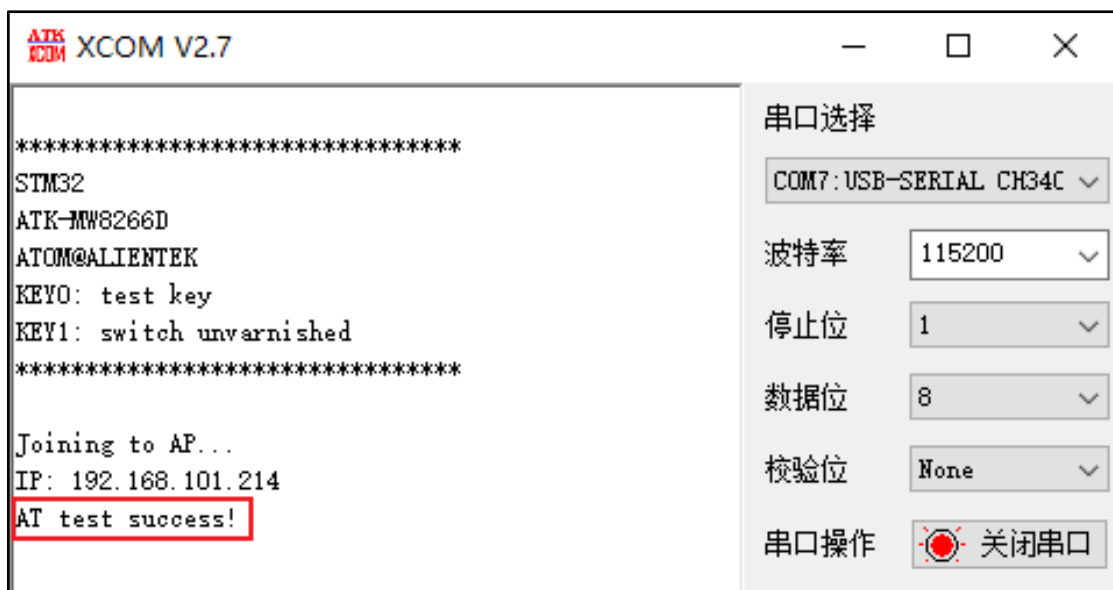 ATK
XCOM
XCOM V2.7
*********************************
STM32
ATK-MW8266D
ATOM@ALIENTEK
KEY0: test key
KEY1: switch unvarnished
*********************************
Joining to AP...
IP: 192.168.101.214
AT test success!
串口选择
COM7:USB-SERIAL CH340
波特率 115200
停止位 1
数据位 8
校验位 None
串口操作 关闭串口